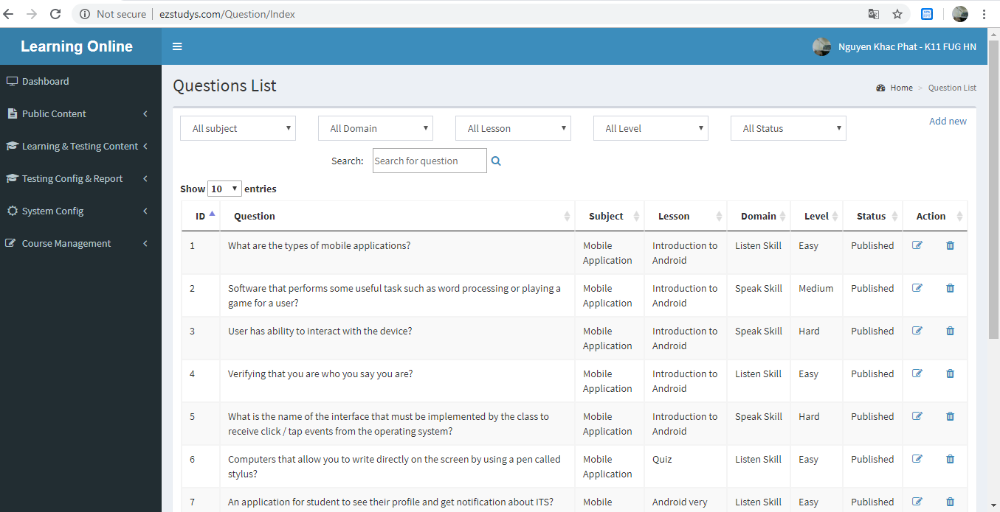 Not secure | ezstudys.com/Question/Index
Learning Online
Nguyen Khac Phat - K11 FUG HN
Dashboard
Public Content
Learning & Testing Content
Testing Config & Report
System Config
Course Management
Questions List
Home > Question List
All subject All Domain All Lesson All Level All Status Add new
Search: Search for question
Show 10 entries
ID Question Subject Lesson Domain Level Status Action
1 What are the types of mobile applications? Mobile Introduction to Listen Skill Easy Published
Application Android
2 Software that performs some useful task such as word processing or playing a Mobile Introduction to Speak Skill Medium Published
game for a user? Application Android
3 User has ability to interact with the device? Mobile Introduction to Speak Skill Hard Published
Application Android
4 Verifying that you are who you say you are? Mobile Introduction to Listen Skill Easy Published
Application Android
5 What is the name of the interface that must be implemented by the class to Mobile Introduction to Speak Skill Hard Published
receive click / tap events from the operating system? Application Android
6 Computers that allow you to write directly on the screen by using a pen called Mobile Quiz Listen Skill Easy Published
stylus? Application
7 An application for student to see their profile and get notification about ITS? Mobile Android very Listen Skill Easy Published